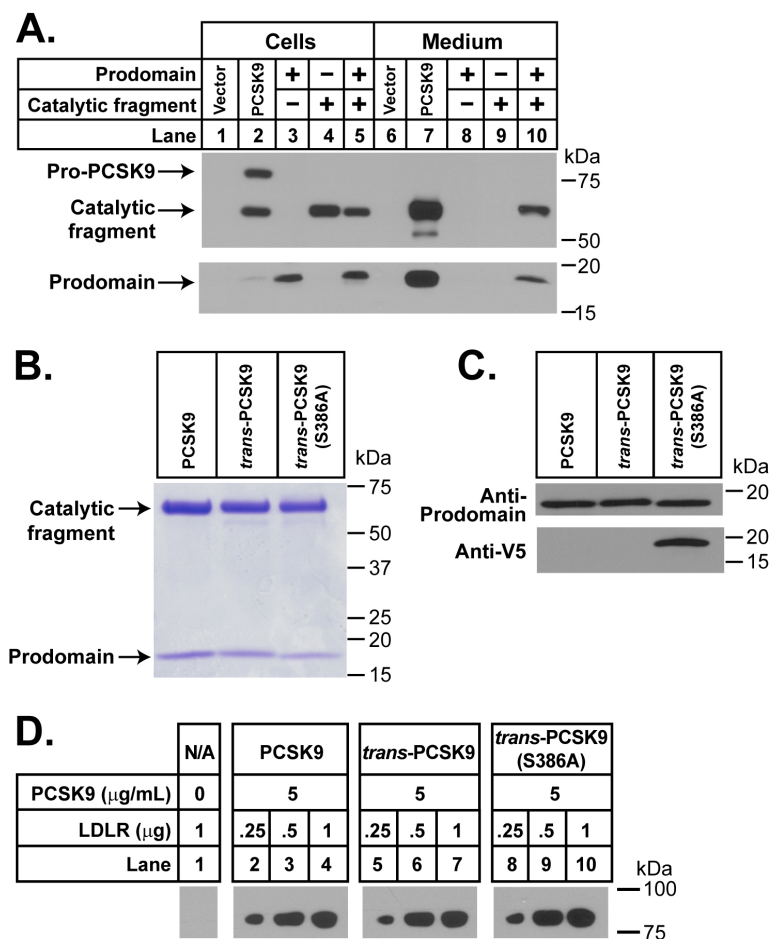 A.
Cells Medium
Prodomain + − + + − +
Catalytic fragment Vector PCSK9 − + + Vector PCSK9 − + +
Lane 1 2 3 4 5 6 7 8 9 10
kDa
Pro-PCSK9 75
Catalytic
fragment
50
20
Prodomain
15
B.
PCSK9 trans-PCSK9 trans-PCSK9
(S386A)
kDa
75
Catalytic
fragment
50
37
25
20
Prodomain
15
C.
PCSK9 trans-PCSK9 trans-PCSK9
(S386A)
kDa
Anti- 20
Prodomain
Anti-V5 20
15
D.
N/A PCSK9 trans-PCSK9 trans-PCSK9
(S386A)
PCSK9 (μg/mL) 0 5 5 5
LDLR (μg) 1 .25 .5 1 .25 .5 1 .25 .5 1
Lane 1 2 3 4 5 6 7 8 9 10
kDa
100
75